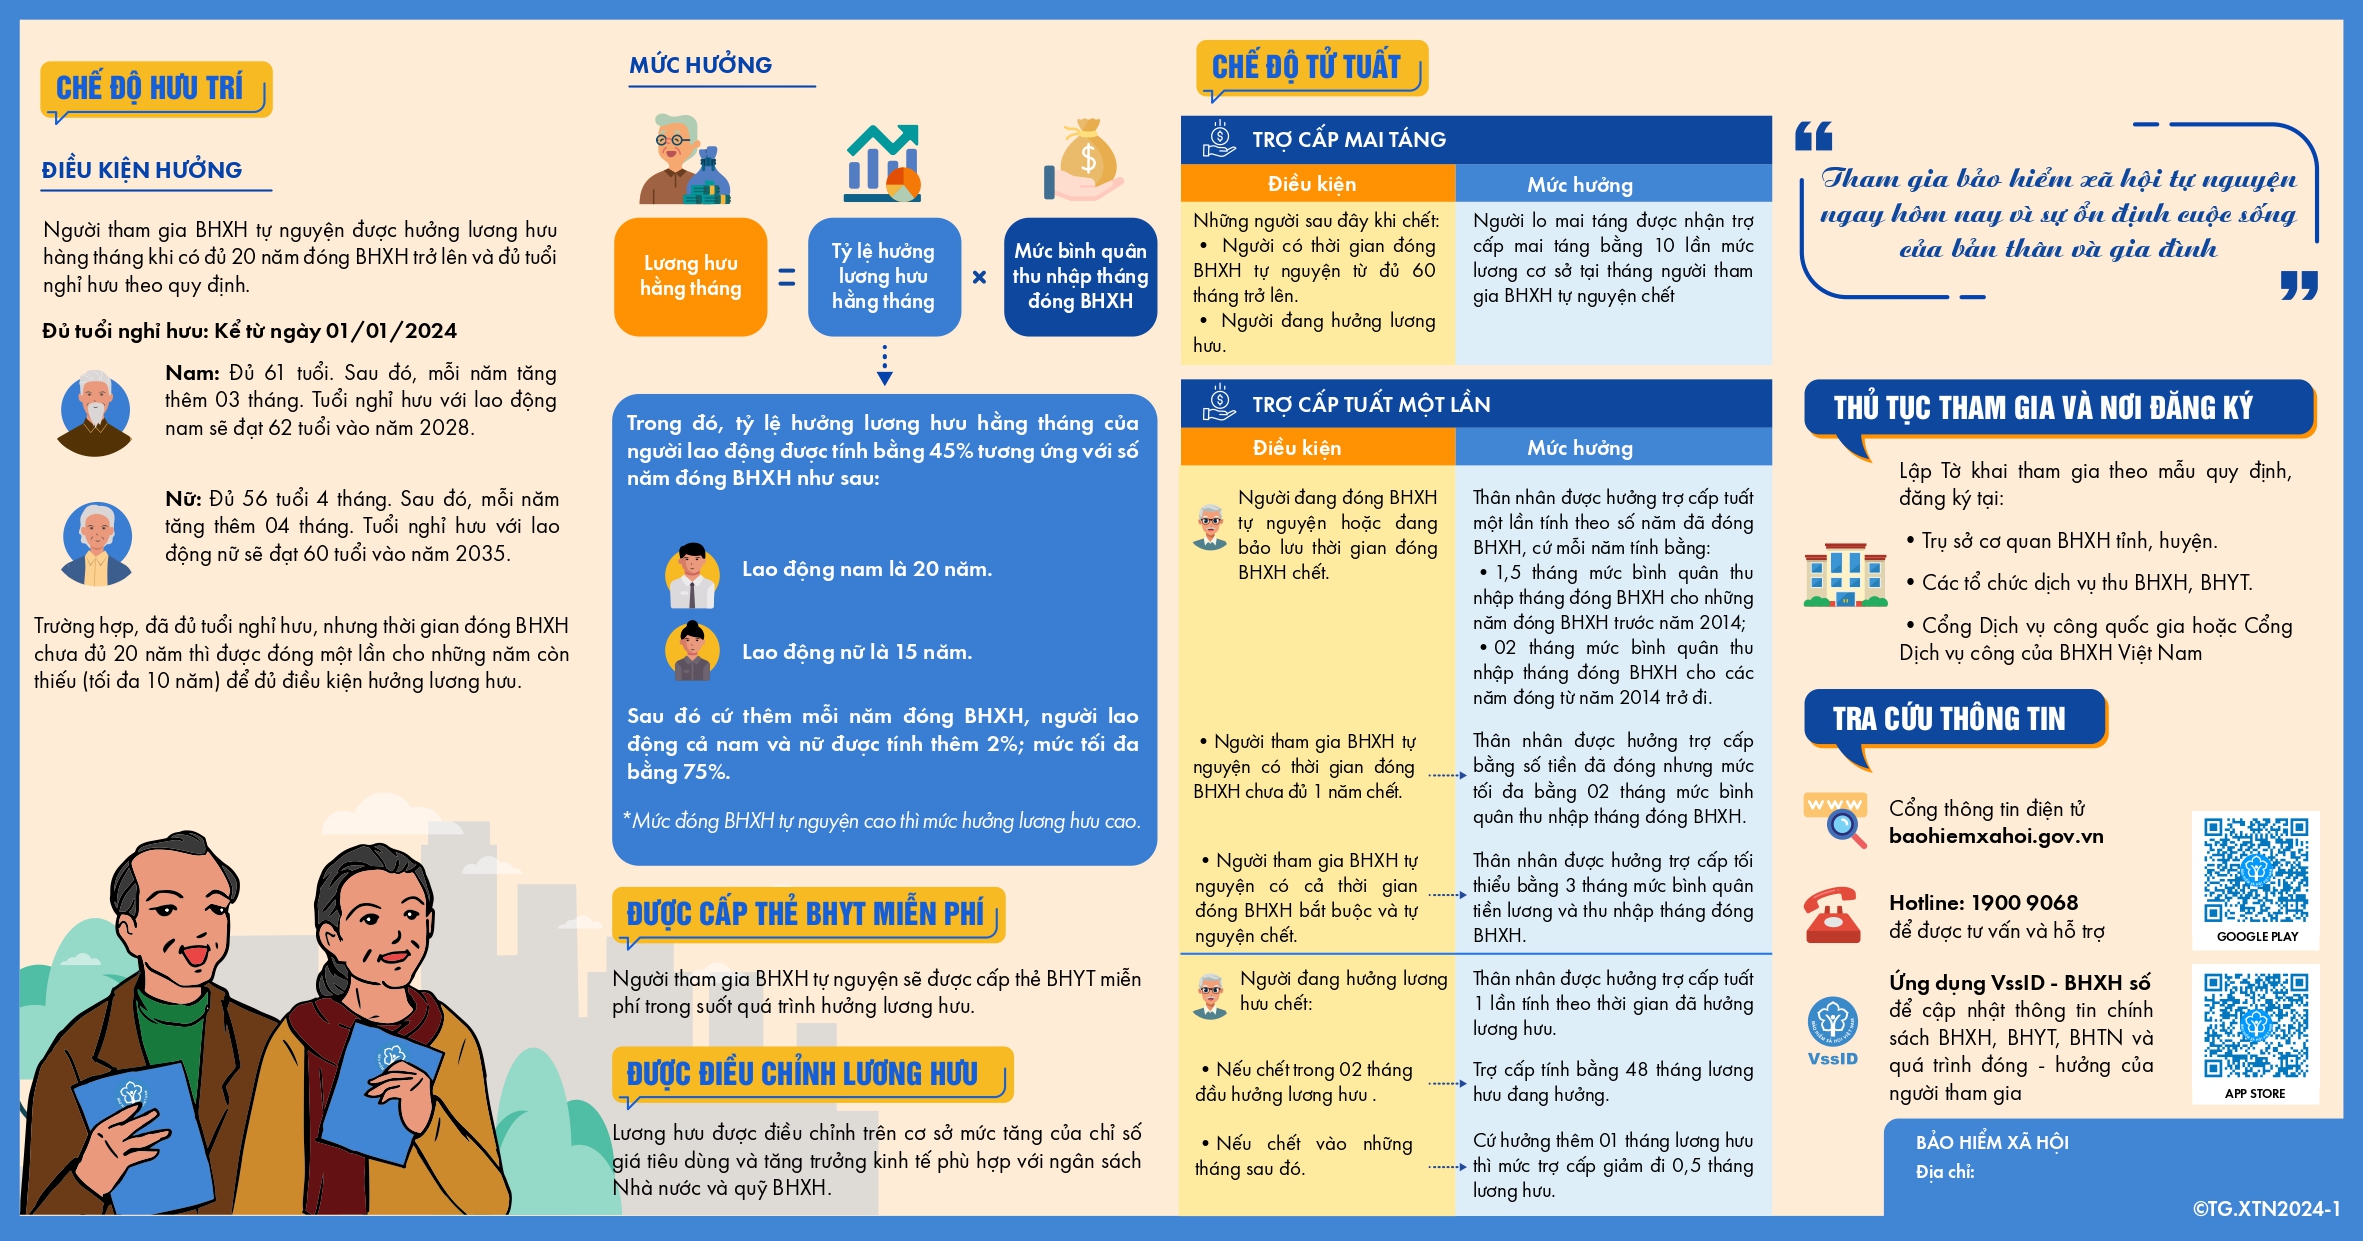 CHẾ ĐỘ HƯU TRÍ
ĐIỀU KIỆN HƯỞNG
Người tham gia BHXH tự nguyện được hưởng lương hưu
hàng tháng khi có đủ 20 năm đóng BHXH trở lên và đủ tuổi
nghỉ hưu theo quy định.
Đủ tuổi nghỉ hưu: Kể từ ngày 01/01/2024
Nam: Đủ 61 tuổi. Sau đó, mỗi năm tăng
thêm 03 tháng. Tuổi nghỉ hưu với lao động
nam sẽ đạt 62 tuổi vào năm 2028.
Nữ: Đủ 56 tuổi 4 tháng. Sau đó, mỗi năm
tăng thêm 04 tháng. Tuổi nghỉ hưu với lao
động nữ sẽ đạt 60 tuổi vào năm 2035.
Trường hợp, đã đủ tuổi nghỉ hưu, nhưng thời gian đóng BHXH
chưa đủ 20 năm thì được đóng một lần cho những năm còn
thiếu (tối đa 10 năm) để đủ điều kiện hưởng lương hưu.
MỨC HƯỞNG
Lương hưu
hằng tháng
=
Tỷ lệ hưởng
lương hưu
hằng tháng
×
Mức bình quân
thu nhập tháng
đóng BHXH
Trong đó, tỷ lệ hưởng lương hưu hằng tháng của
người lao động được tính bằng 45% tương ứng với số
năm đóng BHXH như sau:
Lao động nam là 20 năm.
Lao động nữ là 15 năm.
Sau đó cứ thêm mỗi năm đóng BHXH, người lao
động cả nam và nữ được tính thêm 2%; mức tối đa
bằng 75%.
*Mức đóng BHXH tự nguyện cao thì mức hưởng lương hưu cao.
ĐƯỢC CẤP THẺ BHYT MIỄN PHÍ
Người tham gia BHXH tự nguyện sẽ được cấp thẻ BHYT miễn
phí trong suốt quá trình hưởng lương hưu.
ĐƯỢC ĐIỀU CHỈNH LƯƠNG HƯU
Lương hưu được điều chỉnh trên cơ sở mức tăng của chỉ số
giá tiêu dùng và tăng trưởng kinh tế phù hợp với ngân sách
Nhà nước và quỹ BHXH.
CHẾ ĐỘ TỬ TUẤT
TRỢ CẤP MAI TÁNG
Điều kiện
Mức hưởng
Những người sau đây khi chết:
• Người có thời gian đóng
BHXH tự nguyện từ đủ 60
tháng trở lên.
• Người đang hưởng lương
hưu.
Người lo mai táng được nhận trợ
cấp mai táng bằng 10 lần mức
lương cơ sở tại tháng người tham
gia BHXH tự nguyện chết
TRỢ CẤP TUẤT MỘT LẦN
Điều kiện
Mức hưởng
Người đang đóng BHXH
tự nguyện hoặc đang
bảo lưu thời gian đóng
BHXH chết.
Thân nhân được hưởng trợ cấp tuất
một lần tính theo số năm đã đóng
BHXH, cứ mỗi năm tính bằng:
• 1,5 tháng mức bình quân thu
nhập tháng đóng BHXH cho những
năm đóng BHXH trước năm 2014;
• 02 tháng mức bình quân thu
nhập tháng đóng BHXH cho các
năm đóng từ năm 2014 trở đi.
• Người tham gia BHXH tự
nguyện có thời gian đóng
BHXH chưa đủ 1 năm chết.
Thân nhân được hưởng trợ cấp
bằng số tiền đã đóng nhưng mức
tối đa bằng 02 tháng mức bình
quân thu nhập tháng đóng BHXH.
• Người tham gia BHXH tự
nguyện có cả thời gian
đóng BHXH bắt buộc và tự
nguyện chết.
Thân nhân được hưởng trợ cấp tối
thiểu bằng 3 tháng mức bình quân
tiền lương và thu nhập tháng đóng
BHXH.
Người đang hưởng lương
hưu chết:
Thân nhân được hưởng trợ cấp tuất
1 lần tính theo thời gian đã hưởng
lương hưu.
• Nếu chết trong 02 tháng
đầu hưởng lương hưu .
Trợ cấp tính bằng 48 tháng lương
hưu đang hưởng.
• Nếu chết vào những
tháng sau đó.
Cứ hưởng thêm 01 tháng lương hưu
thì mức trợ cấp giảm đi 0,5 tháng
lương hưu.
“
Tham gia bảo hiểm xã hội tự nguyện
ngay hôm nay vì sự ổn định cuộc sống
của bản thân và gia đình
”
THỦ TỤC THAM GIA VÀ NƠI ĐĂNG KÝ
Lập Tờ khai tham gia theo mẫu quy định,
đăng ký tại:
• Trụ sở cơ quan BHXH tỉnh, huyện.
• Các tổ chức dịch vụ thu BHXH, BHYT.
• Cổng Dịch vụ công quốc gia hoặc Cổng
Dịch vụ công của BHXH Việt Nam
TRA CỨU THÔNG TIN
WWW
Cổng thông tin điện tử
baohiemxahoi.gov.vn
Hotline: 1900 9068
để được tư vấn và hỗ trợ
GOOGLE PLAY
VssID
Ứng dụng VssID - BHXH số
để cập nhật thông tin chính
sách BHXH, BHYT, BHTN và
quá trình đóng - hưởng của
người tham gia
APP STORE
BẢO HIỂM XÃ HỘI
Địa chỉ:
©TG.XTN2024-1